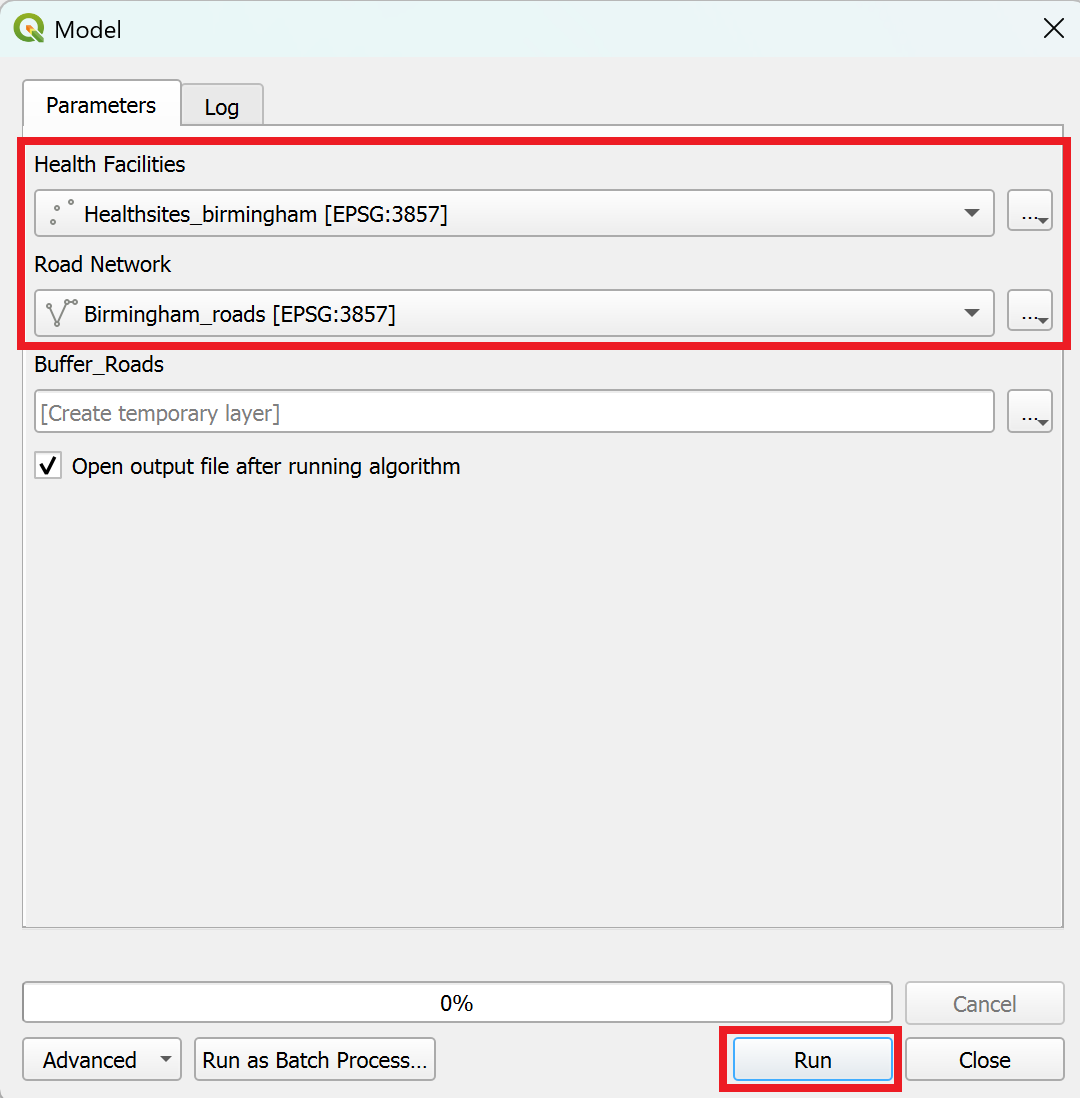 Model
Parameters
Log
Health Facilities
Healthsites_birmingham [EPSG:3857]
...
Road Network
Birmingham_roads [EPSG:3857]
...
Buffer_Roads
[Create temporary layer]
...
Open output file after running algorithm
0%
Cancel
Advanced
Run as Batch Process...
Run
Close